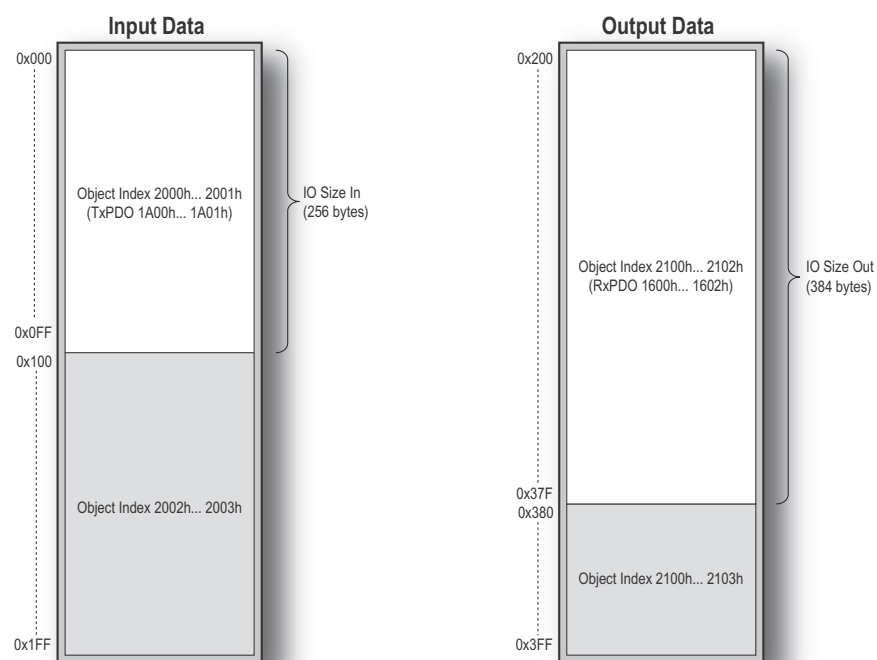 Input Data
0x000
Object Index 2000h... 2001h
(TxPDO 1A00h... 1A01h)
IO Size In
(256 bytes)
0x0FF
0x100
Object Index 2002h... 2003h
0x1FF
Output Data
0x200
Object Index 2100h... 2102h
(RxPDO 1600h... 1602h)
IO Size Out
(384 bytes)
0x37F
0x380
Object Index 2100h... 2103h
0x3FF